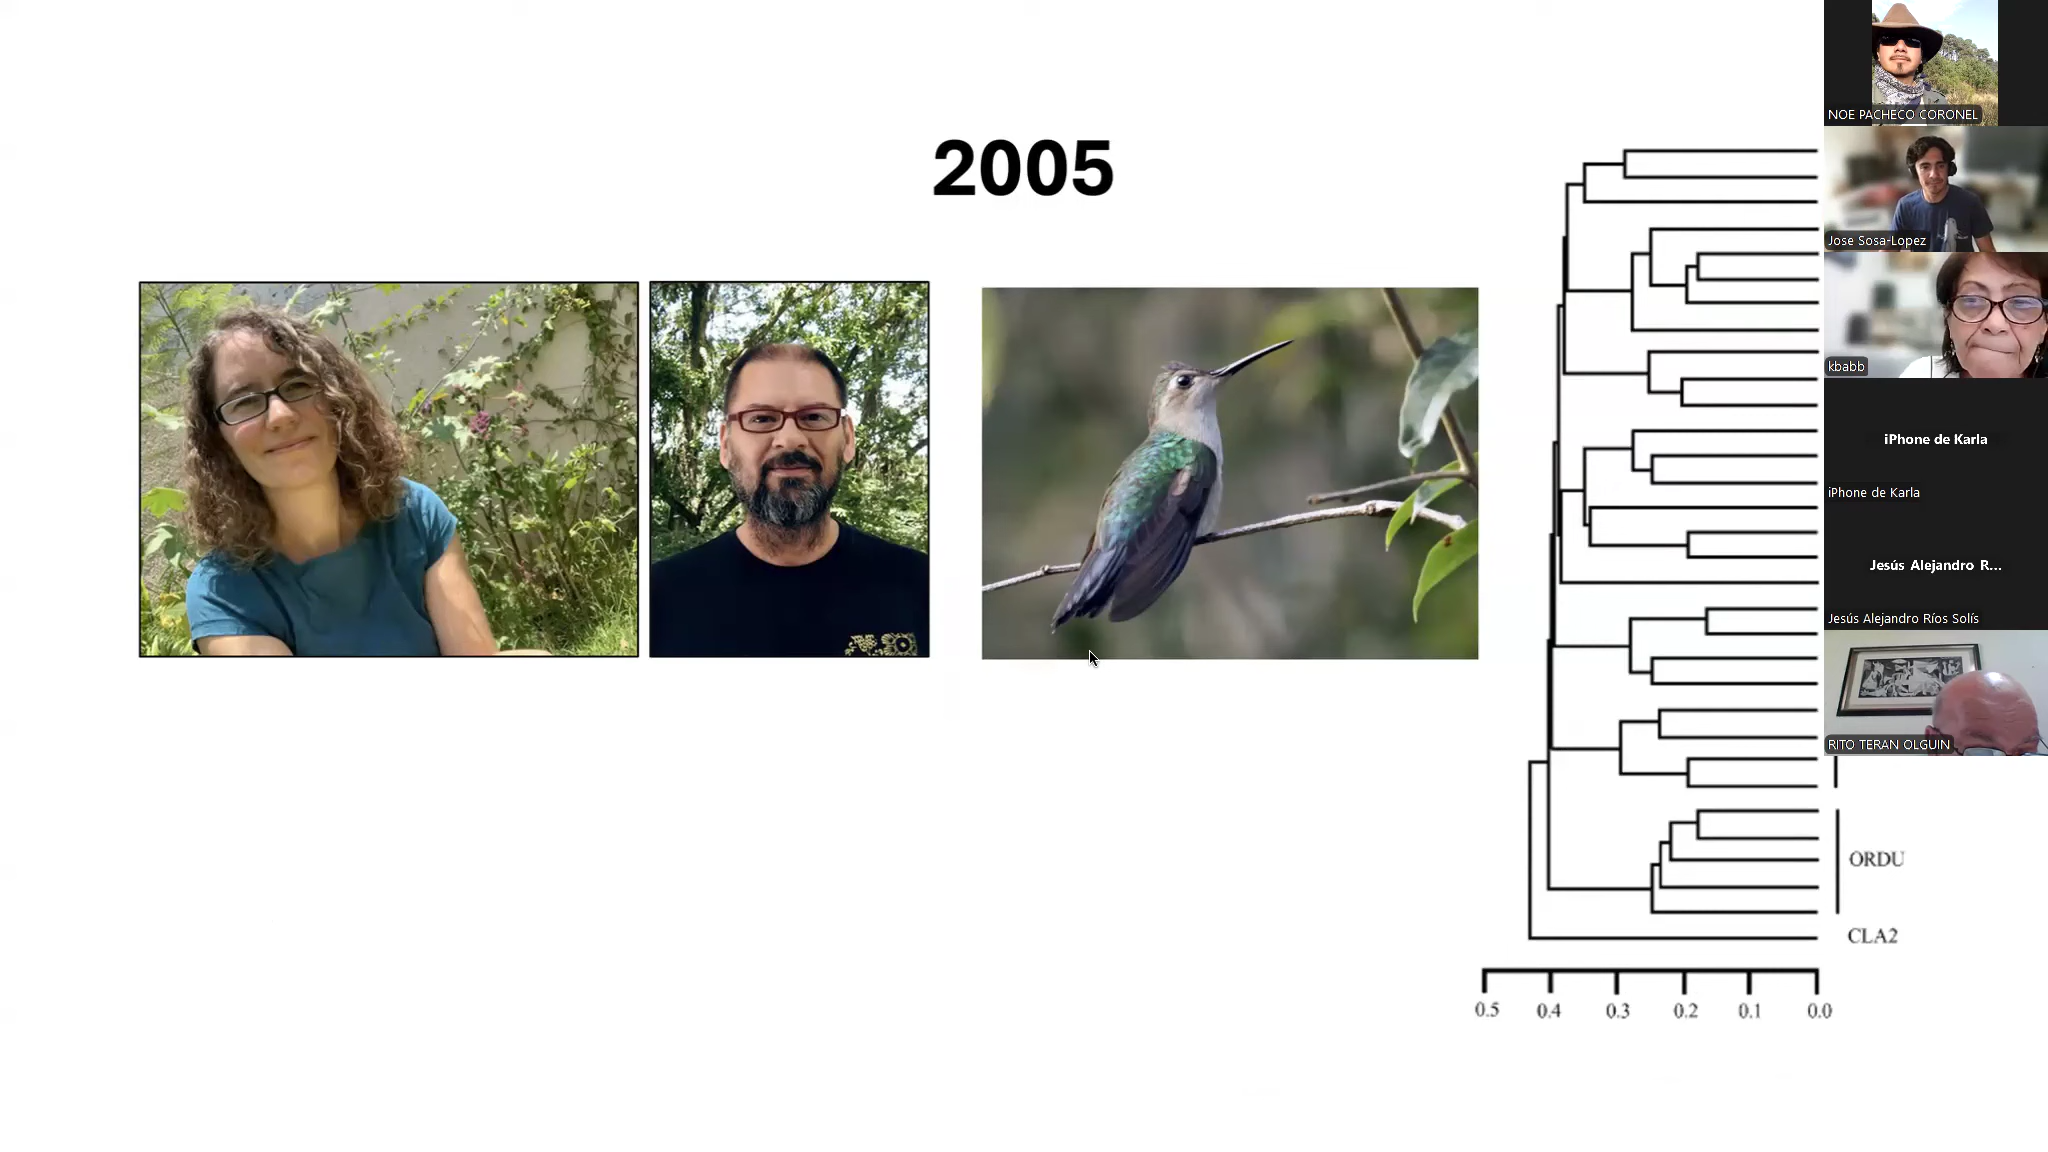 2005
ORDU
CLA2
0.5 0.4 0.3 0.2 0.1 0.0
NOE PACHECO CORONEL
Jose Sosa-Lopez
kbabb
iPhone de Karla
iPhone de Karla
Jesús Alejandro R...
Jesús Alejandro Ríos Solís
RITO TERAN OLGUIN